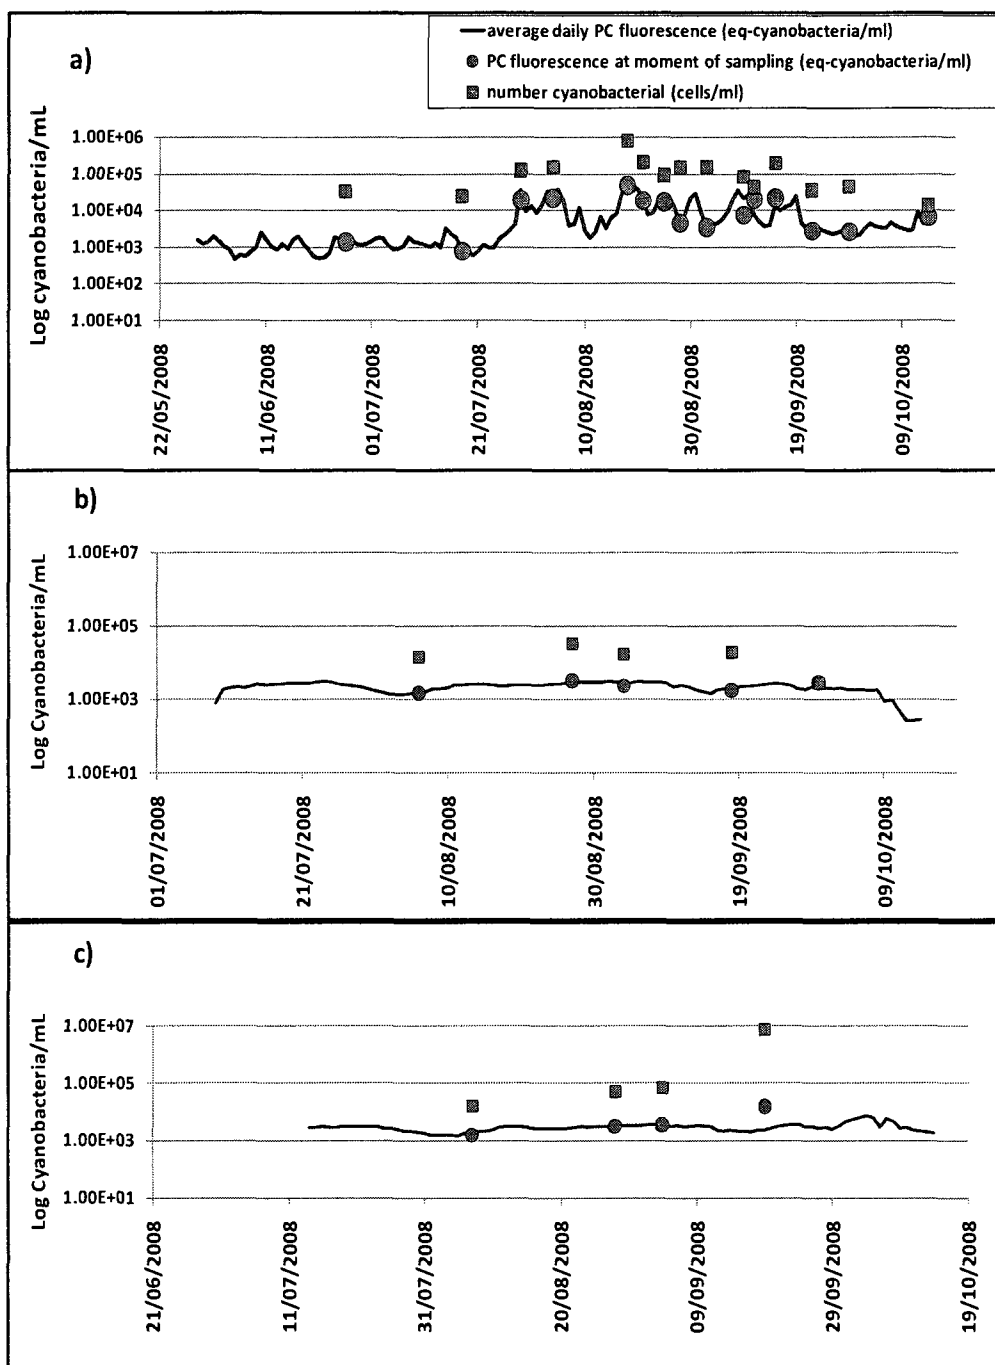 average daily PC fluorescence (eq-cyanobacteria/ml)
PC fluorescence at moment of sampling (eq-cyanobacteria/ml)
number cyanobacterial (cells/ml)
a)
Log cyanobacteria/mL
1.00E+06
1.00E+05
1.00E+04
1.00E+03
1.00E+02
1.00E+01
22/05/2008
11/06/2008
01/07/2008
21/07/2008
10/08/2008
30/08/2008
19/09/2008
09/10/2008
b)
Log Cyanobacteria/mL
1.00E+07
1.00E+05
1.00E+03
1.00E+01
01/07/2008
21/07/2008
10/08/2008
30/08/2008
19/09/2008
09/10/2008
c)
Log Cyanobacteria/mL
1.00E+07
1.00E+05
1.00E+03
1.00E+01
21/06/2008
11/07/2008
31/07/2008
20/08/2008
09/09/2008
29/09/2008
19/10/2008